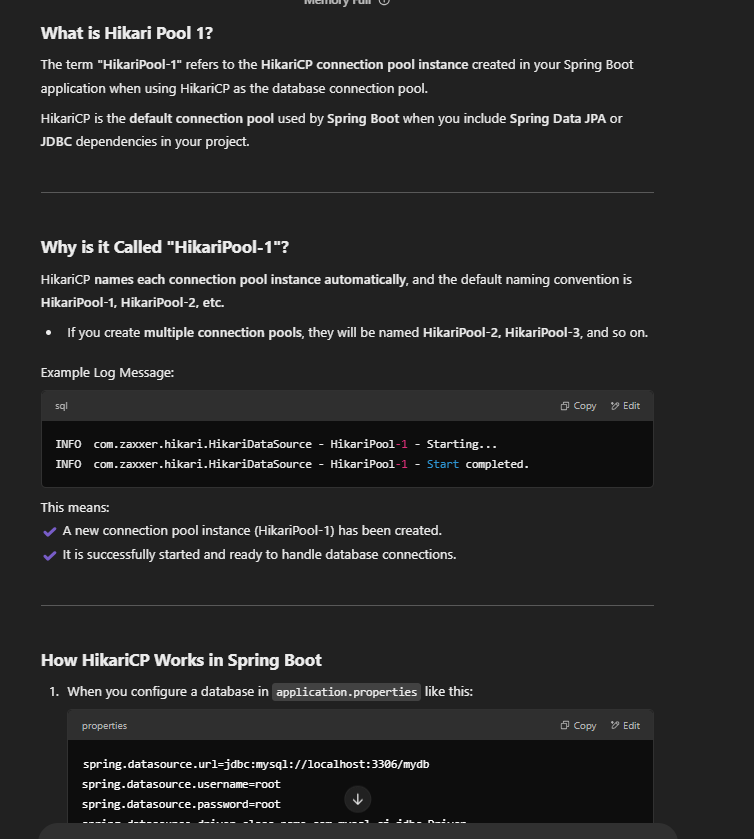 Memory Full
What is Hikari Pool 1?
The term "HikariPool-1" refers to the HikariCP connection pool instance created in your Spring Boot
application when using HikariCP as the database connection pool.
HikariCP is the default connection pool used by Spring Boot when you include Spring Data JPA or
JDBC dependencies in your project.
Why is it Called "HikariPool-1"?
HikariCP names each connection pool instance automatically, and the default naming convention is
HikariPool-1, HikariPool-2, etc.
• If you create multiple connection pools, they will be named HikariPool-2, HikariPool-3, and so on.
Example Log Message:
sql Copy Edit
INFO  com.zaxxer.hikari.HikariDataSource - HikariPool-1 - Starting...
INFO  com.zaxxer.hikari.HikariDataSource - HikariPool-1 - Start completed.
This means:
✔ A new connection pool instance (HikariPool-1) has been created.
✔ It is successfully started and ready to handle database connections.
How HikariCP Works in Spring Boot
1. When you configure a database in application.properties like this:
properties Copy Edit
spring.datasource.url=jdbc:mysql://localhost:3306/mydb
spring.datasource.username=root
spring.datasource.password=root